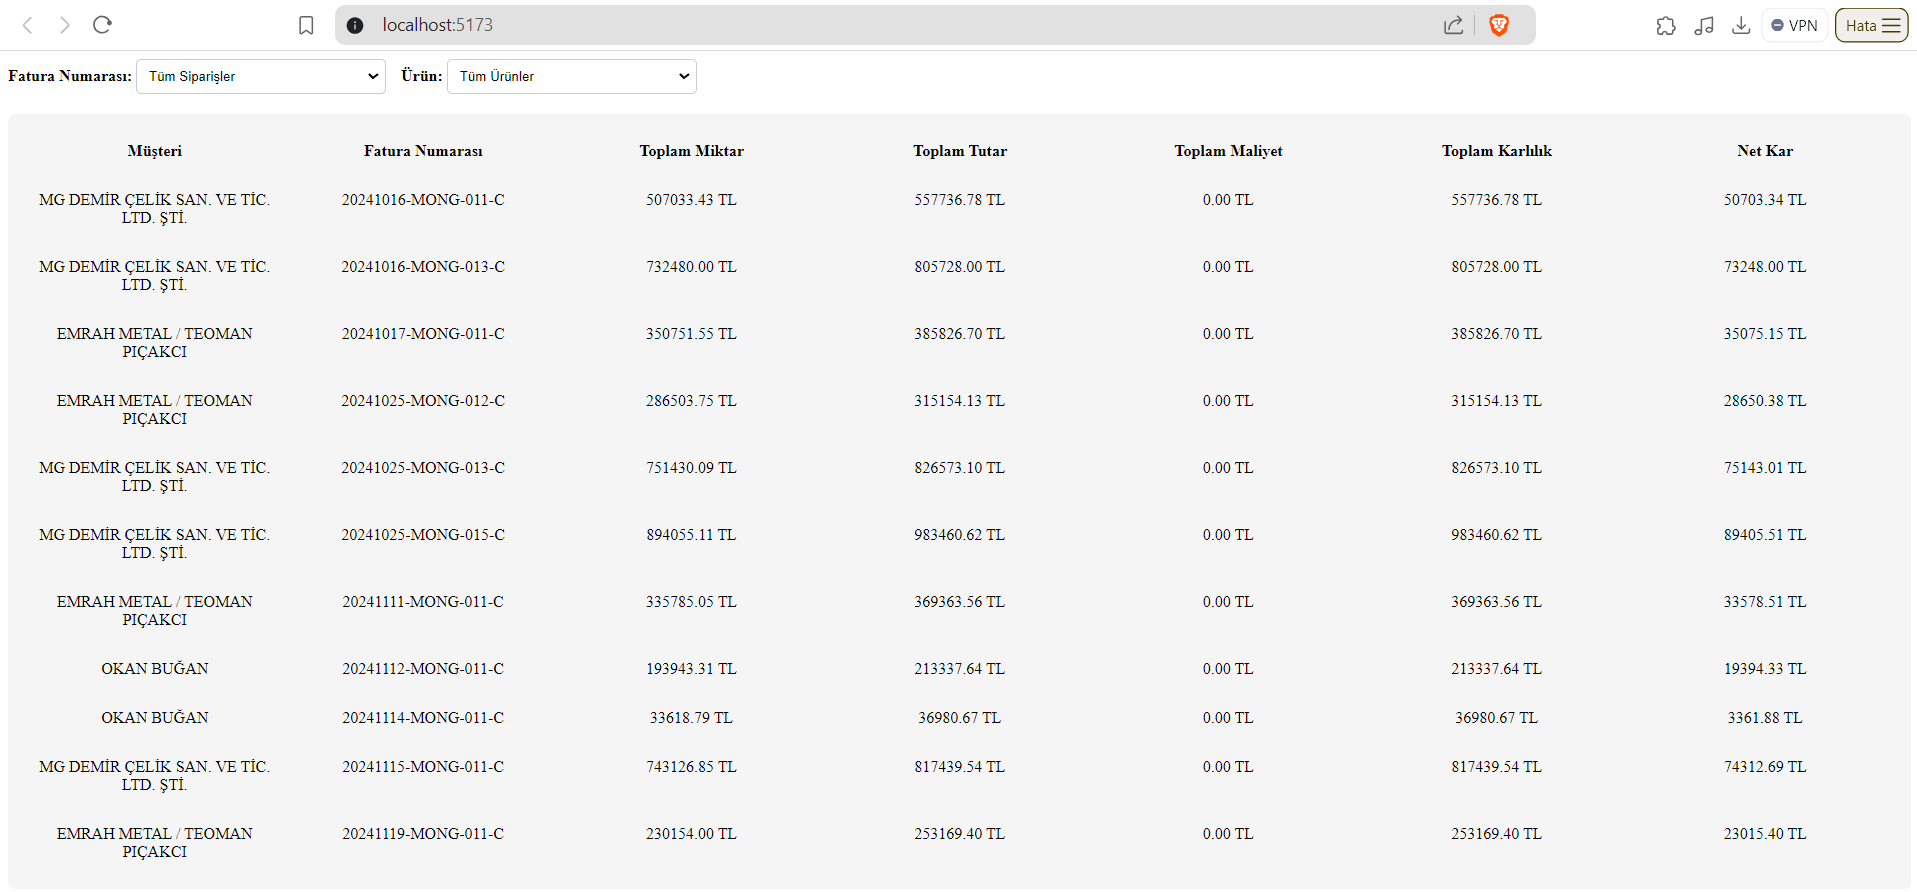 localhost:5173
VPN
Hata
Fatura Numarası: Tüm Siparişler Ürün: Tüm Ürünler
Müşteri Fatura Numarası Toplam Miktar Toplam Tutar Toplam Maliyet Toplam Karlılık Net Kar
MG DEMİR ÇELİK SAN. VE TİC. 20241016-MONG-011-C 507033.43 TL 557736.78 TL 0.00 TL 557736.78 TL 50703.34 TL
LTD. ŞTİ.
MG DEMİR ÇELİK SAN. VE TİC. 20241016-MONG-013-C 732480.00 TL 805728.00 TL 0.00 TL 805728.00 TL 73248.00 TL
LTD. ŞTİ.
EMRAH METAL / TEOMAN 20241017-MONG-011-C 350751.55 TL 385826.70 TL 0.00 TL 385826.70 TL 35075.15 TL
PIÇAKCI
EMRAH METAL / TEOMAN 20241025-MONG-012-C 286503.75 TL 315154.13 TL 0.00 TL 315154.13 TL 28650.38 TL
PIÇAKCI
MG DEMİR ÇELİK SAN. VE TİC. 20241025-MONG-013-C 751430.09 TL 826573.10 TL 0.00 TL 826573.10 TL 75143.01 TL
LTD. ŞTİ.
MG DEMİR ÇELİK SAN. VE TİC. 20241025-MONG-015-C 894055.11 TL 983460.62 TL 0.00 TL 983460.62 TL 89405.51 TL
LTD. ŞTİ.
EMRAH METAL / TEOMAN 20241111-MONG-011-C 335785.05 TL 369363.56 TL 0.00 TL 369363.56 TL 33578.51 TL
PIÇAKCI
OKAN BUĞAN 20241112-MONG-011-C 193943.31 TL 213337.64 TL 0.00 TL 213337.64 TL 19394.33 TL
OKAN BUĞAN 20241114-MONG-011-C 33618.79 TL 36980.67 TL 0.00 TL 36980.67 TL 3361.88 TL
MG DEMİR ÇELİK SAN. VE TİC. 20241115-MONG-011-C 743126.85 TL 817439.54 TL 0.00 TL 817439.54 TL 74312.69 TL
LTD. ŞTİ.
EMRAH METAL / TEOMAN 20241119-MONG-011-C 230154.00 TL 253169.40 TL 0.00 TL 253169.40 TL 23015.40 TL
PIÇAKCI